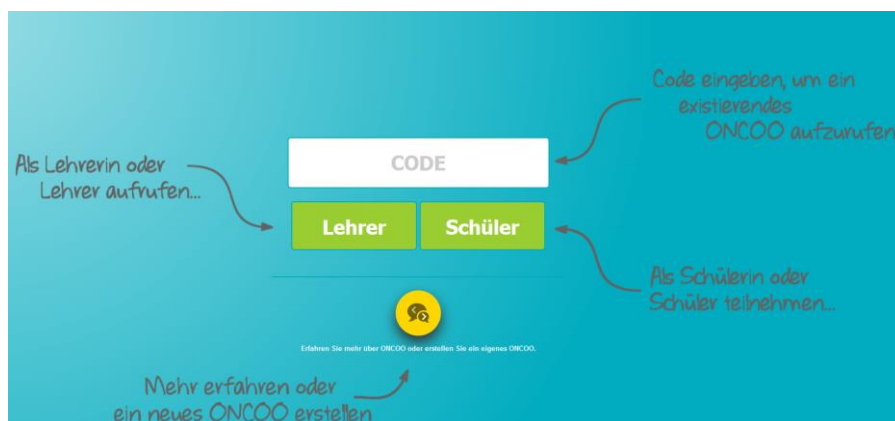 Code eingeben, um ein
existierendes
ONCOO aufzurufen
CODE
Als Lehrerin oder
Lehrer aufrufen...
Lehrer
Schüler
Als Schülerin oder
Schüler teilnehmen...
Erfahren Sie mehr über ONCOO oder erstellen Sie ein eigenes ONCOO.
Mehr erfahren oder
ein neues ONCOO erstellen